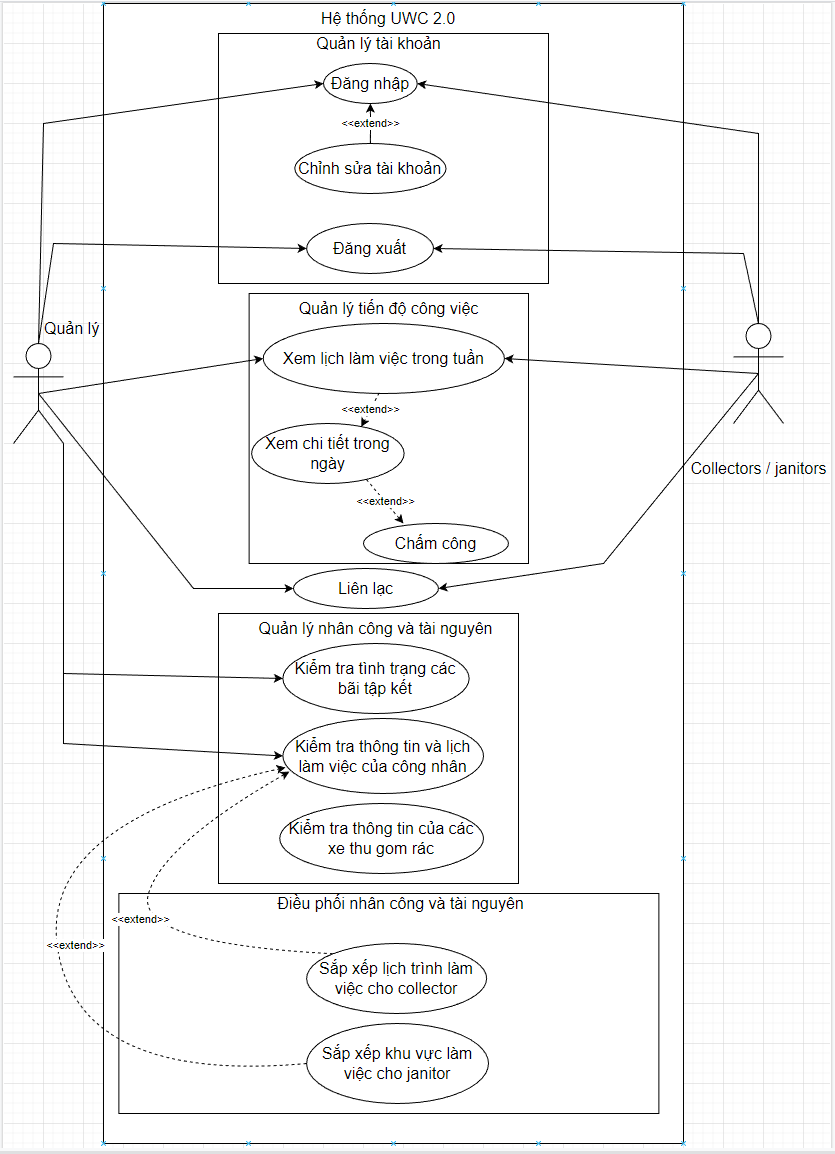 Hệ thống UWC 2.0
Quản lý tài khoản
Đăng nhập
<<extend>>
Chỉnh sửa tài khoản
Đăng xuất
Quản lý tiến độ công việc
Quản lý
Xem lịch làm việc trong tuần
<<extend>>
Xem chi tiết trong
ngày
Collectors / janitors
<<extend>>
Chấm công
Liên lạc
Quản lý nhân công và tài nguyên
Kiểm tra tình trạng các
bãi tập kết
Kiểm tra thông tin và lịch
làm việc của công nhân
Kiểm tra thông tin của các
xe thu gom rác
Điều phối nhân công và tài nguyên
<<extend>>
<<extend>>
Sắp xếp lịch trình làm
việc cho collector
Sắp xếp khu vực làm
việc cho janitor